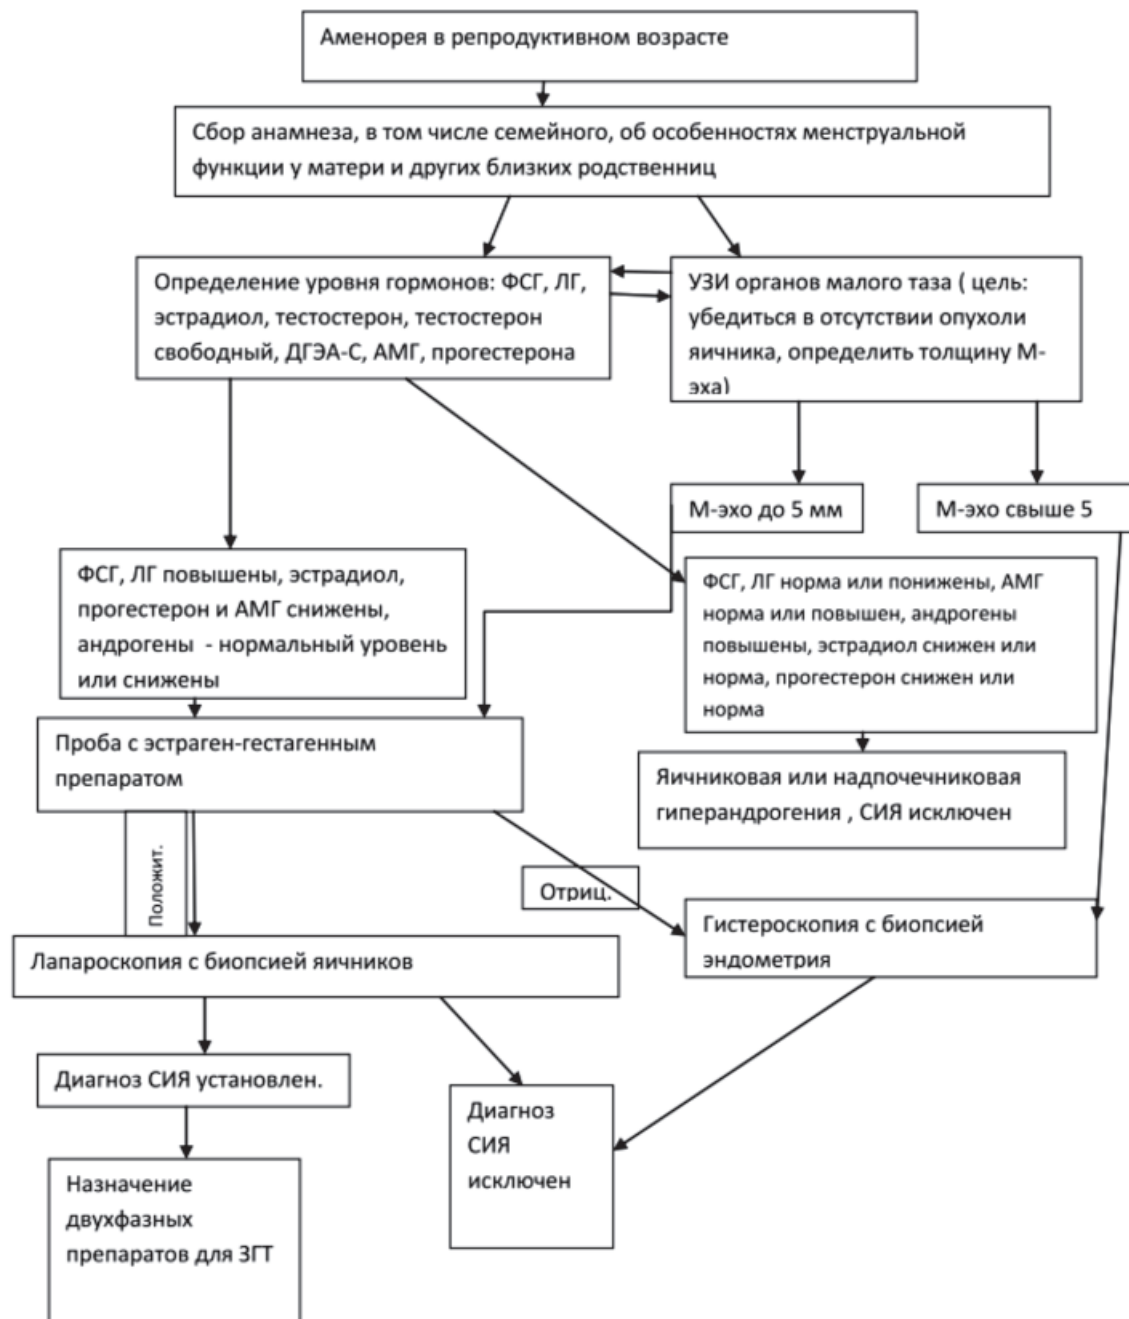 Аменорея в репродуктивном возрасте
Сбор анамнеза, в том числе семейного, об особенностях менструальной
функции у матери и других близких родственниц
Определение уровня гормонов: ФСГ, ЛГ,
эстрадиол, тестостерон, тестостерон
свободный, ДГЭА-С, АМГ, прогестерона
УЗИ органов малого таза ( цель:
убедиться в отсутствии опухоли
яичника, определить толщину М-
эха)
М-эхо до 5 мм
М-эхо свыше 5
ФСГ, ЛГ повышены, эстрадиол,
прогестерон и АМГ снижены,
андрогены - нормальный уровень
или снижены
ФСГ, ЛГ норма или понижены, АМГ
норма или повышен, андрогены
повышены, эстрадиол снижен или
норма, прогестерон снижен или
норма
Проба с эстраген-гестагенным
препаратом
Яичниковая или надпочечниковая
гиперандрогения , СИЯ исключен
Положит.
Отриц.
Гистероскопия с биопсией
эндометрия
Лапароскопия с биопсией яичников
Диагноз СИЯ установлен.
Диагноз
СИЯ
исключен
Назначение
двухфазных
препаратов для ЗГТ